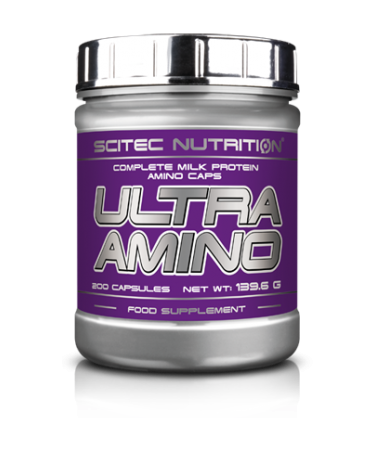 SCITEC NUTRITION
COMPLETE MILK PROTEIN
AMINO CAPS
ULTRA
AMINO
200 CAPSULES NET WT: 139.6 G
FOOD SUPPLEMENT